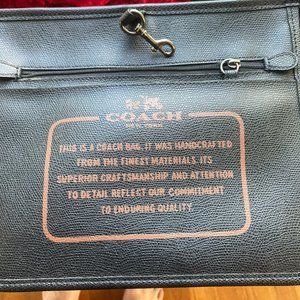 COACH
NEW YORK
THIS IS A COACH BAG. IT WAS HANDCRAFTED
FROM THE FINEST MATERIALS. ITS
SUPERIOR CRAFTSMANSHIP AND ATTENTION
TO DETAIL REFLECT OUR COMMITMENT
TO ENDURING QUALITY.